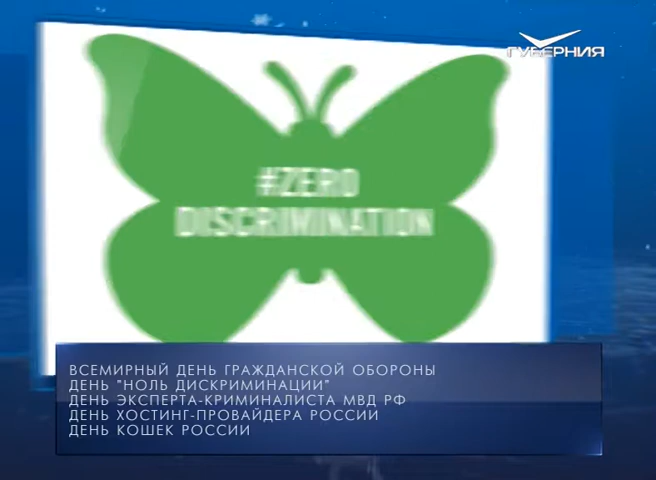 ГУБЕРНИЯ
#ZERO
DISCRIMINATION
ВСЕМИРНЫЙ ДЕНЬ ГРАЖДАНСКОЙ ОБОРОНЫ
ДЕНЬ "НОЛЬ ДИСКРИМИНАЦИИ"
ДЕНЬ ЭКСПЕРТА-КРИМИНАЛИСТА МВД РФ
ДЕНЬ ХОСТИНГ-ПРОВАЙДЕРА РОССИИ
ДЕНЬ КОШЕК РОССИИ